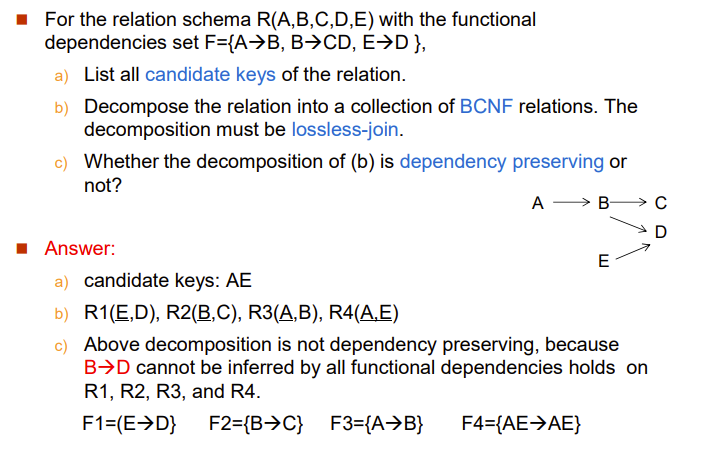 For the relation schema R(A,B,C,D,E) with the functional
dependencies set F={A→B, B→CD, E→D },
a) List all candidate keys of the relation.
b) Decompose the relation into a collection of BCNF relations. The
decomposition must be lossless-join.
c) Whether the decomposition of (b) is dependency preserving or
not?
A → B → C
D
E
Answer:
a) candidate keys: AE
b) R1(E,D), R2(B,C), R3(A,B), R4(A,E)
c) Above decomposition is not dependency preserving, because
B→D cannot be inferred by all functional dependencies holds on
R1, R2, R3, and R4.
F1=(E→D} F2={B→C} F3={A→B} F4={AE→AE}